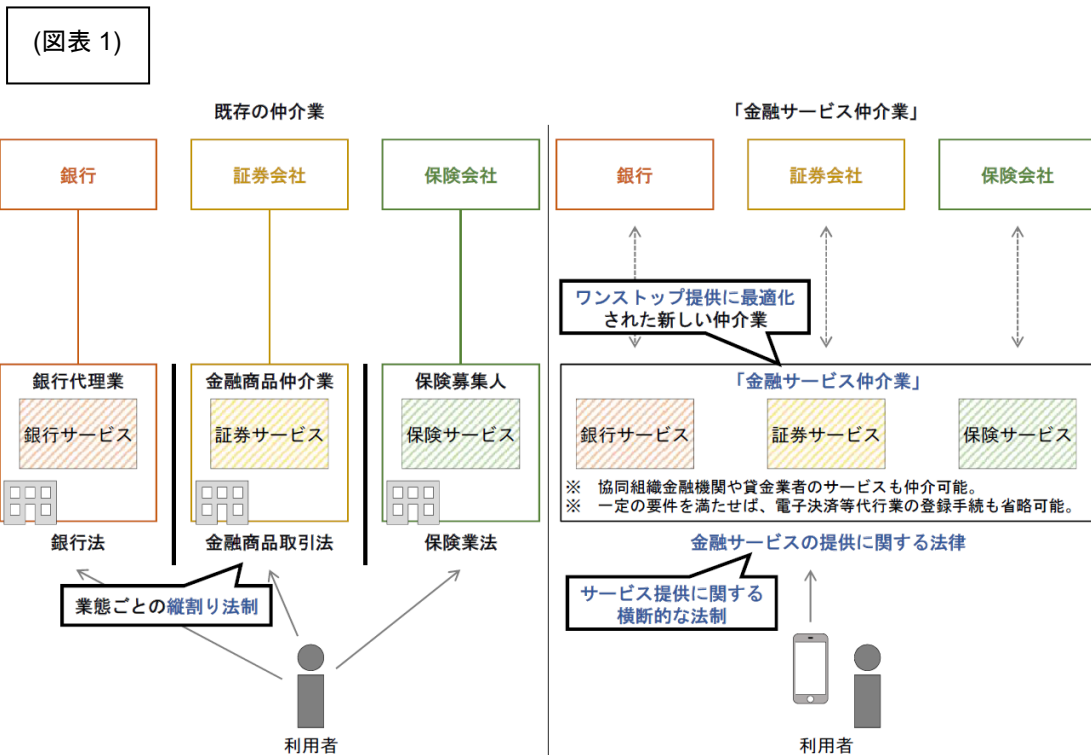 (図表 1)
既存の仲介業
銀行
証券会社
保険会社
銀行代理業
銀行サービス
銀行法
金融商品仲介業
証券サービス
金融商品取引法
保険募集人
保険サービス
保険業法
業態ごとの縦割り法制
利用者
「金融サービス仲介業」
銀行
証券会社
保険会社
ワンストップ提供に最適化
された新しい仲介業
「金融サービス仲介業」
銀行サービス
証券サービス
保険サービス
※ 協同組織金融機関や貸金業者のサービスも仲介可能。
※ 一定の要件を満たせば、電子決済等代行業の登録手続も省略可能。
金融サービスの提供に関する法律
サービス提供に関する
横断的な法制
利用者